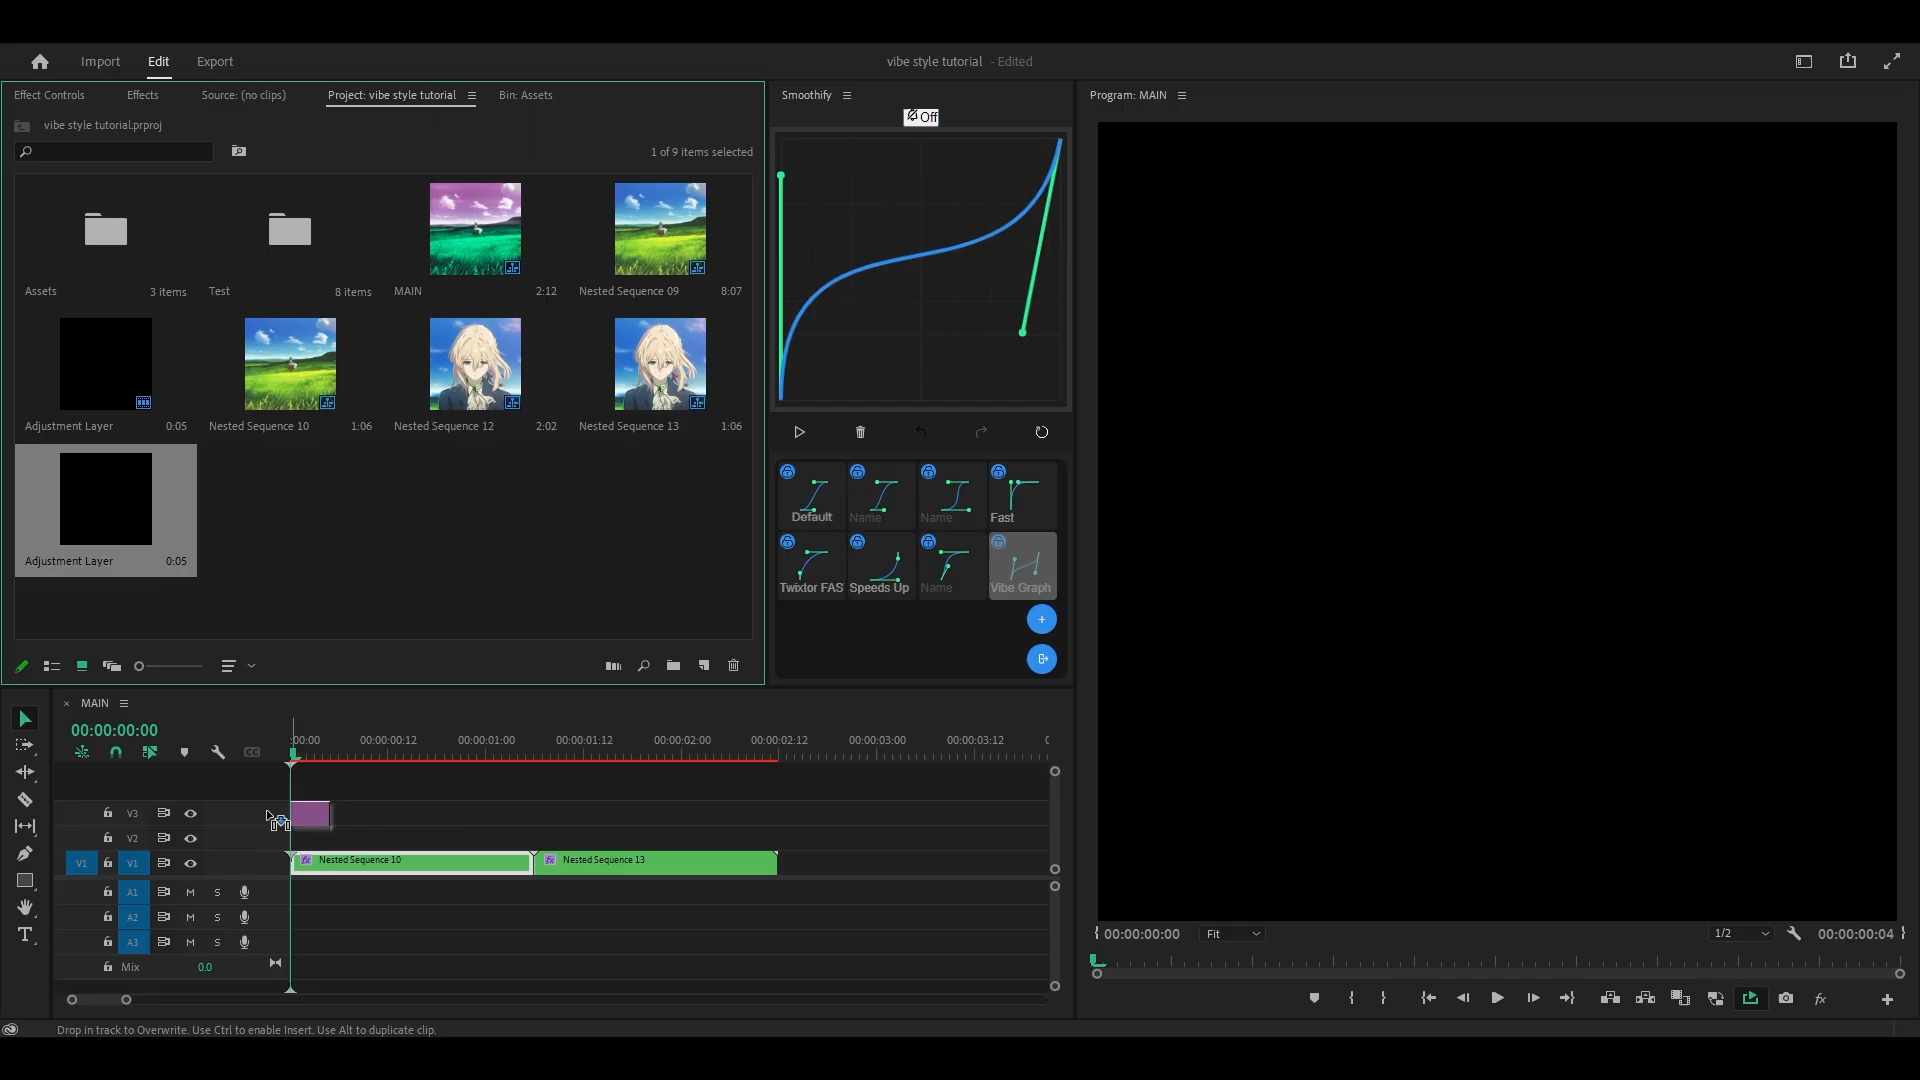 Import
Edit
Export
vibe style tutorial - Edited
Effect Controls
Effects
Source: (no clips)
Project: vibe style tutorial
Bin: Assets
vibe style tutorial.prproj
1 of 9 items selected
Assets
3 items
Test
8 items
MAIN
2:12
Nested Sequence 09
8:07
Adjustment Layer
0:05
Nested Sequence 10
1:06
Nested Sequence 12
2:02
Nested Sequence 13
1:06
Adjustment Layer
0:05
Smoothify
Off
Default
Name
Name
Fast
Twixtor FAS
Speeds Up
Name
Vibe Graph
+
Program: MAIN
00:00:00:00
Fit
1/2
00:00:00:04
× MAIN
00:00:00:00
:00:00
00:00:00:12
00:00:01:00
00:00:01:12
00:00:02:00
00:00:02:12
00:00:03:00
00:00:03:12
CC
V3
V2
V1
V1
fx Nested Sequence 10
fx Nested Sequence 13
A1 M S
A2 M S
A3 M S
Mix
0.0
fx
Drop in track to Overwrite. Use Ctrl to enable Insert. Use Alt to duplicate clip.